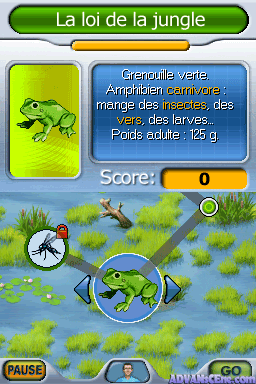 La loi de la jungle
Grenouille verte.
Amphibien carnivore :
mange des insectes, des
vers, des larves...
Poids adulte : 125 g.
Score: 0
PAUSE
GO
ADVANSCENE.COM